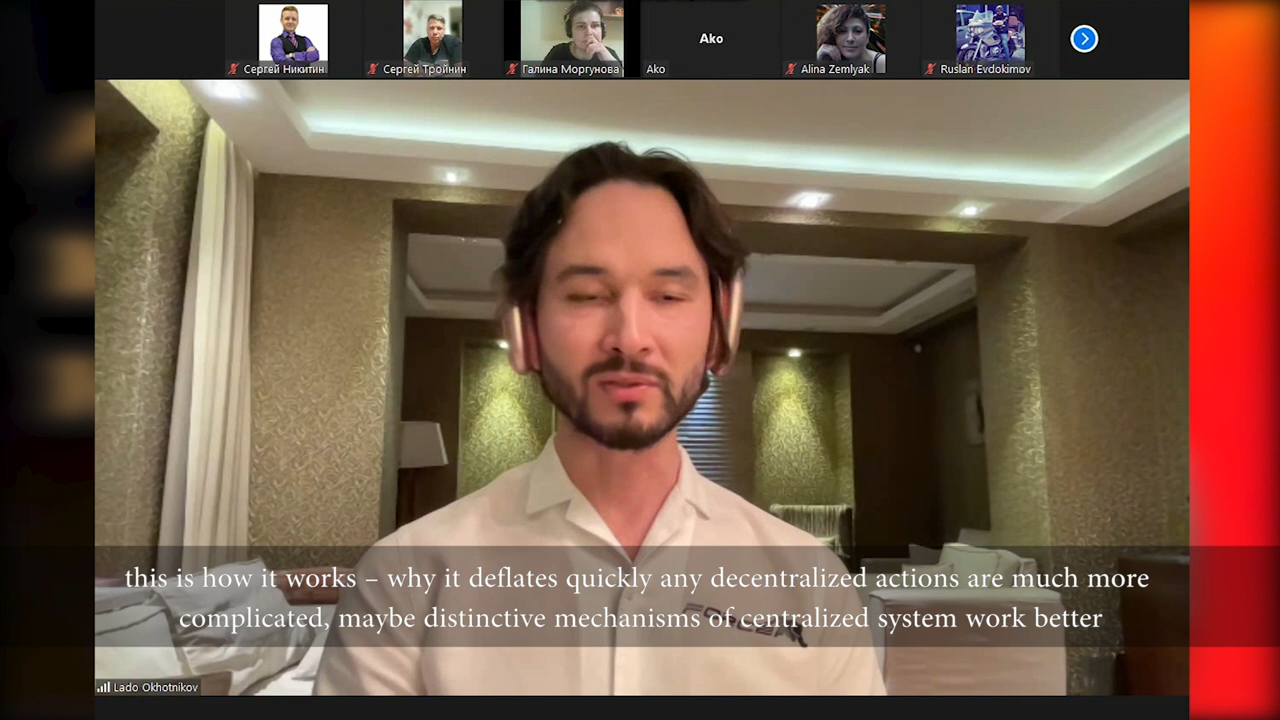 Ako
Сергей Никитин
Сергей Тройнин
Галина Моргунова
Ako
Alina Zemlyak
Ruslan Evdokimov
this is how it works – why it deflates quickly any decentralized actions are much more
complicated, maybe distinctive mechanisms of centralized system work better
Lado Okhotnikov